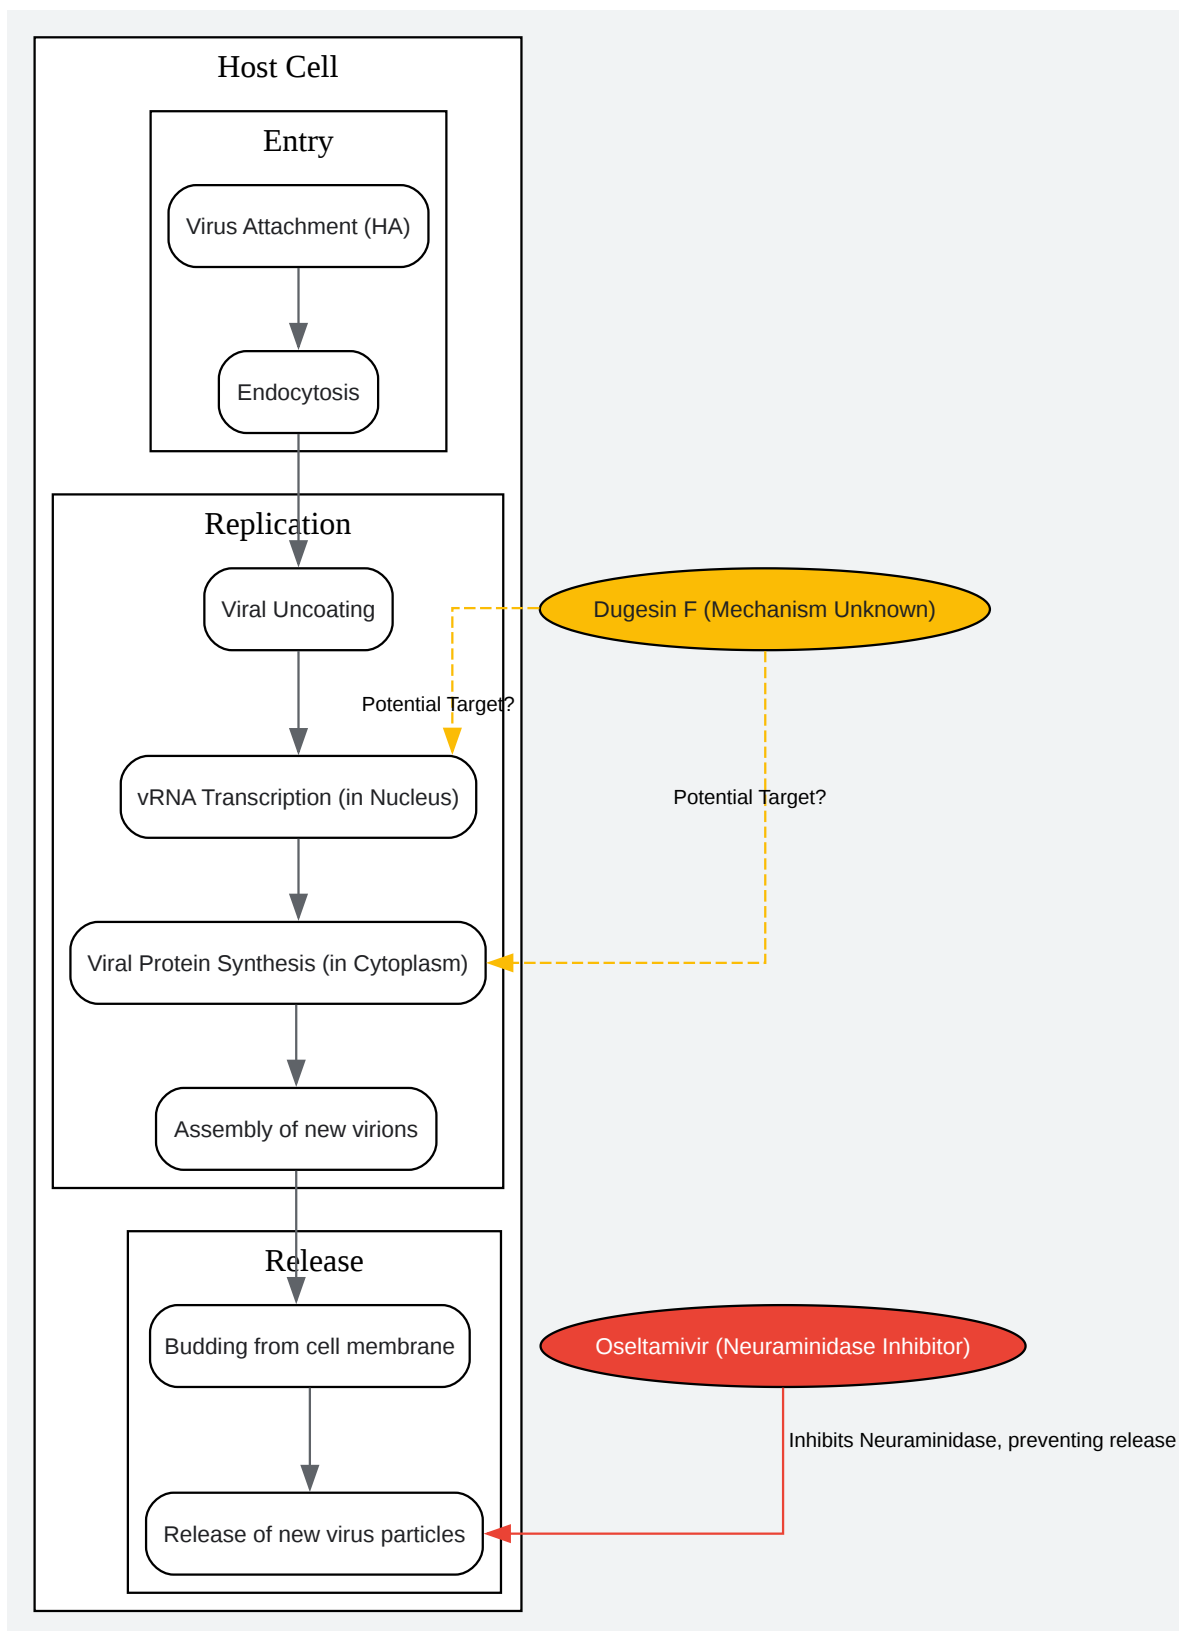 Host Cell
Entry
Virus Attachment (HA)
Endocytosis
Replication
Viral Uncoating
Dugesin F (Mechanism Unknown)
Potential Target?
vRNA Transcription (in Nucleus)
Potential Target?
Viral Protein Synthesis (in Cytoplasm)
Assembly of new virions
Release
Budding from cell membrane
Oseltamivir (Neuraminidase Inhibitor)
Inhibits Neuraminidase, preventing release
Release of new virus particles